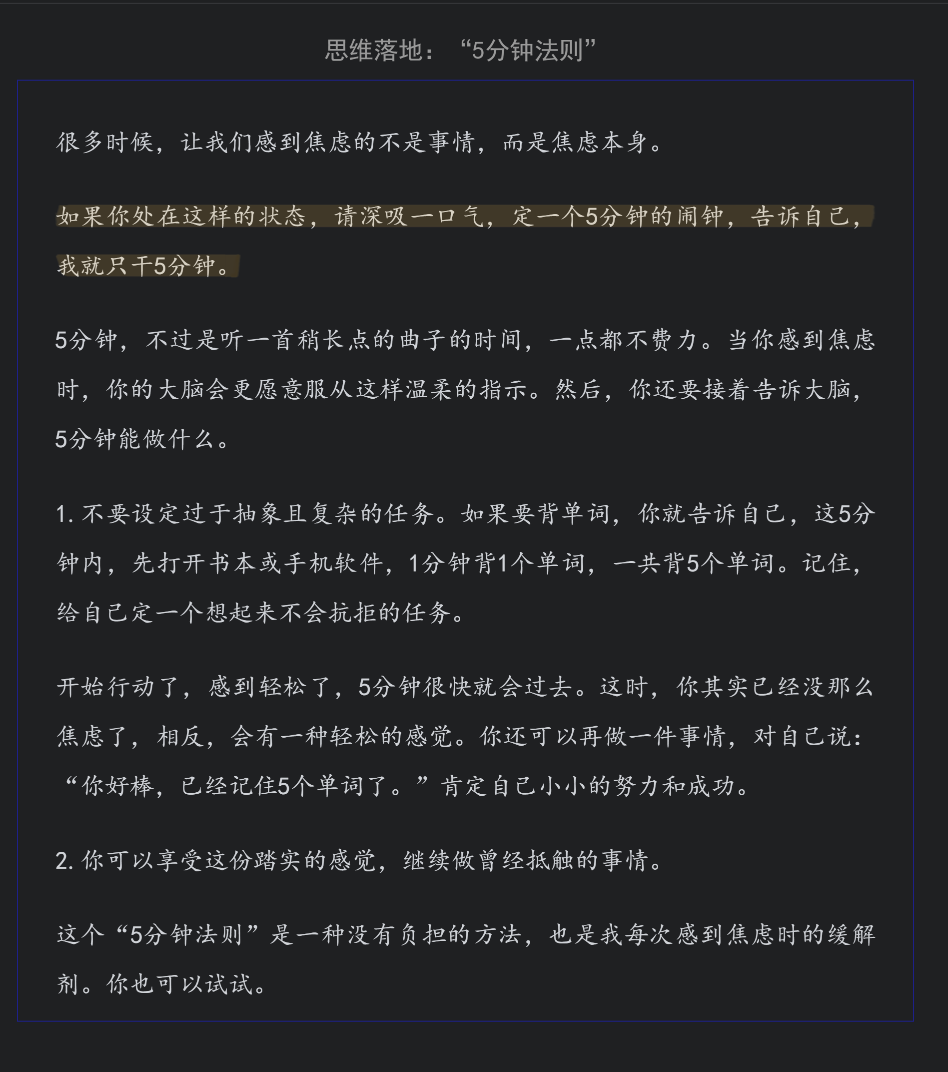 思维落地：“5分钟法则”
很多时候，让我们感到焦虑的不是事情，而是焦虑本身。
如果你处在这样的状态，请深吸一口气，定一个5分钟的闹钟，告诉自己，
我就只干5分钟。
5分钟，不过是听一首稍长点的曲子的时间，一点都不费力。当你感到焦虑
时，你的大脑会更愿意服从这样温柔的指示。然后，你还要接着告诉大脑，
5分钟能做什么。
1.不要设定过于抽象且复杂的任务。如果要背单词，你就告诉自己，这5分
钟内，先打开书本或手机软件，1分钟背1个单词，一共背5个单词。记住，
给自己定一个想起来不会抗拒的任务。
开始行动了，感到轻松了，5分钟很快就会过去。这时，你其实已经没那么
焦虑了，相反，会有一种轻松的感觉。你还可以再做一件事情，对自己说：
“你好棒，已经记住5个单词了。”肯定自己小小的努力和成功。
2.你可以享受这份踏实的感觉，继续做曾经抵触的事情。
这个“5分钟法则”是一种没有负担的方法，也是我每次感到焦虑时的缓解
剂。你也可以试试。